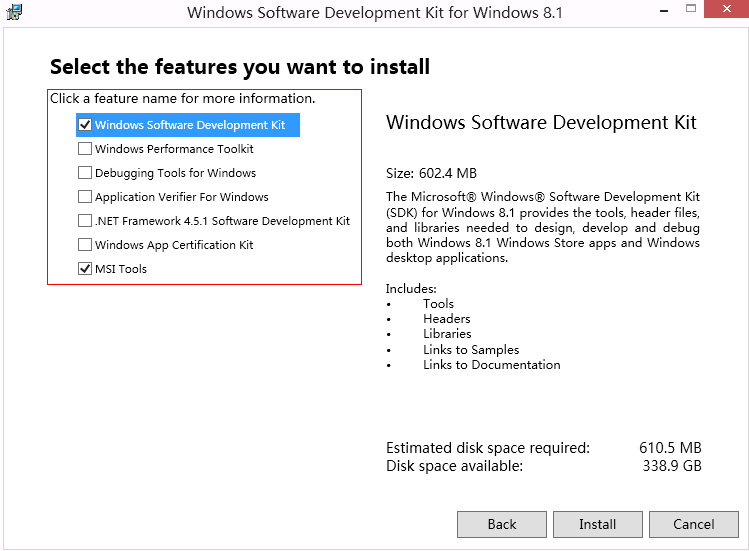 Windows Software Development Kit for Windows 8.1
Select the features you want to install
Click a feature name for more information.
Windows Software Development Kit
Windows Performance Toolkit
Debugging Tools for Windows
Application Verifier For Windows
.NET Framework 4.5.1 Software Development Kit
Windows App Certification Kit
MSI Tools
Windows Software Development Kit
Size: 602.4 MB
The Microsoft® Windows® Software Development Kit
(SDK) for Windows 8.1 provides the tools, header files,
and libraries needed to design, develop and debug
both Windows 8.1 Windows Store apps and Windows
desktop applications.
Includes:
• Tools
• Headers
• Libraries
• Links to Samples
• Links to Documentation
Estimated disk space required: 610.5 MB
Disk space available: 338.9 GB
Back Install Cancel